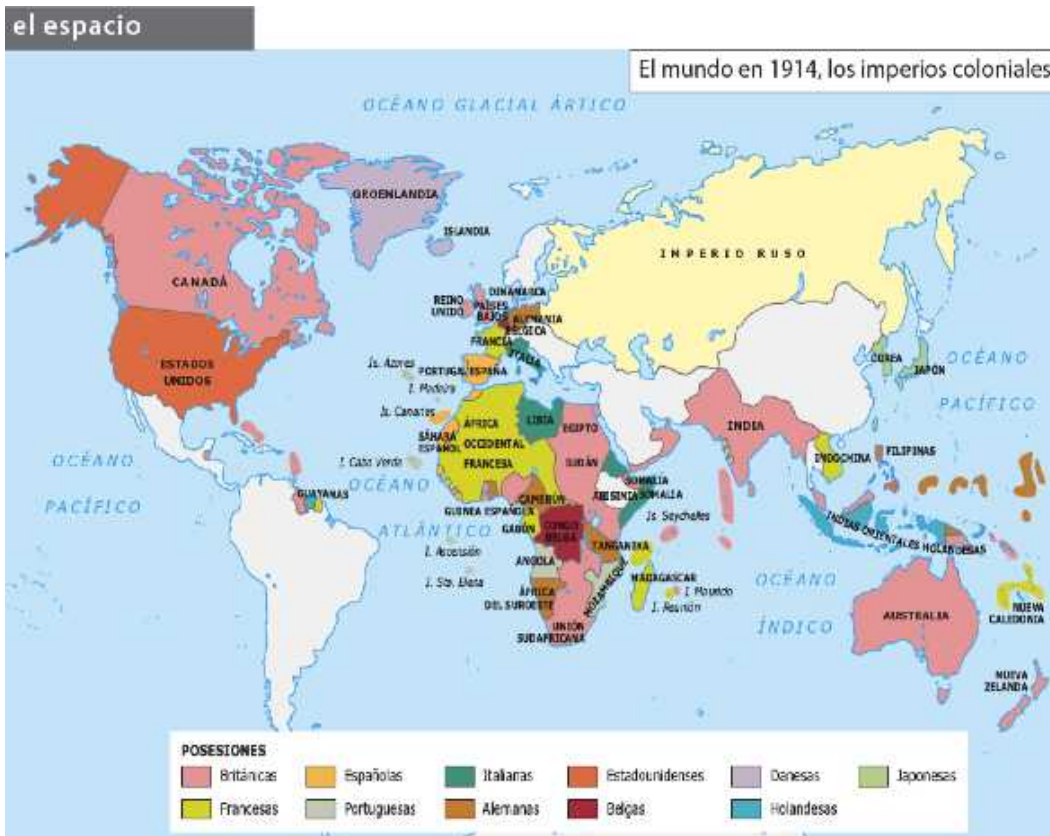 el espacio
El mundo en 1914, los imperios coloniales
OCÉANO GLACIAL ÁRTICO
GROENLANDIA
ISLANDIA
IMPERIO RUSO
CANADÁ
REINO
UNIDO
DINAMARCA
PAÍSES
BAJOS
ALEMANIA
BÉLGICA
FRANCIA
ITALIA
ESTADOS
UNIDOS
Is. Azores
PORTUGAL
ESPAÑA
I. Madeira
Is. Canarias
COREA
JAPÓN
OCÉANO
PACÍFICO
ÁFRICA
OCCIDENTAL
FRANCESA
LIBIA
EGIPTO
INDIA
SÁHARA
ESPAÑOL
OCÉANO
PACÍFICO
I. Cabo Verde
SUDÁN
INDOCHINA
FILIPINAS
GUAYANAS
OCÉANO
ATLÁNTICO
CAMERÚN
GUINEA ESPAÑOLA
GABÓN
ABISINIA
SOMALIA
SOMALIA
CONGO
BELGA
Is. Seychelles
INDIAS ORIENTALES HOLANDESAS
I. Ascensión
ANGOLA
TANGANIKA
I. Sta. Elena
ÁFRICA
DEL SUROESTE
MOZAMBIQUE
MADAGASCAR
I. Mauricio
I. Reunión
OCÉANO
ÍNDICO
UNIÓN
SUDAFRICANA
AUSTRALIA
NUEVA
CALEDONIA
NUEVA
ZELANDA
POSESIONES
Británicas
Españolas
Italianas
Estadounidenses
Danesas
Japonesas
Francesas
Portuguesas
Alemanas
Belgas
Holandesas